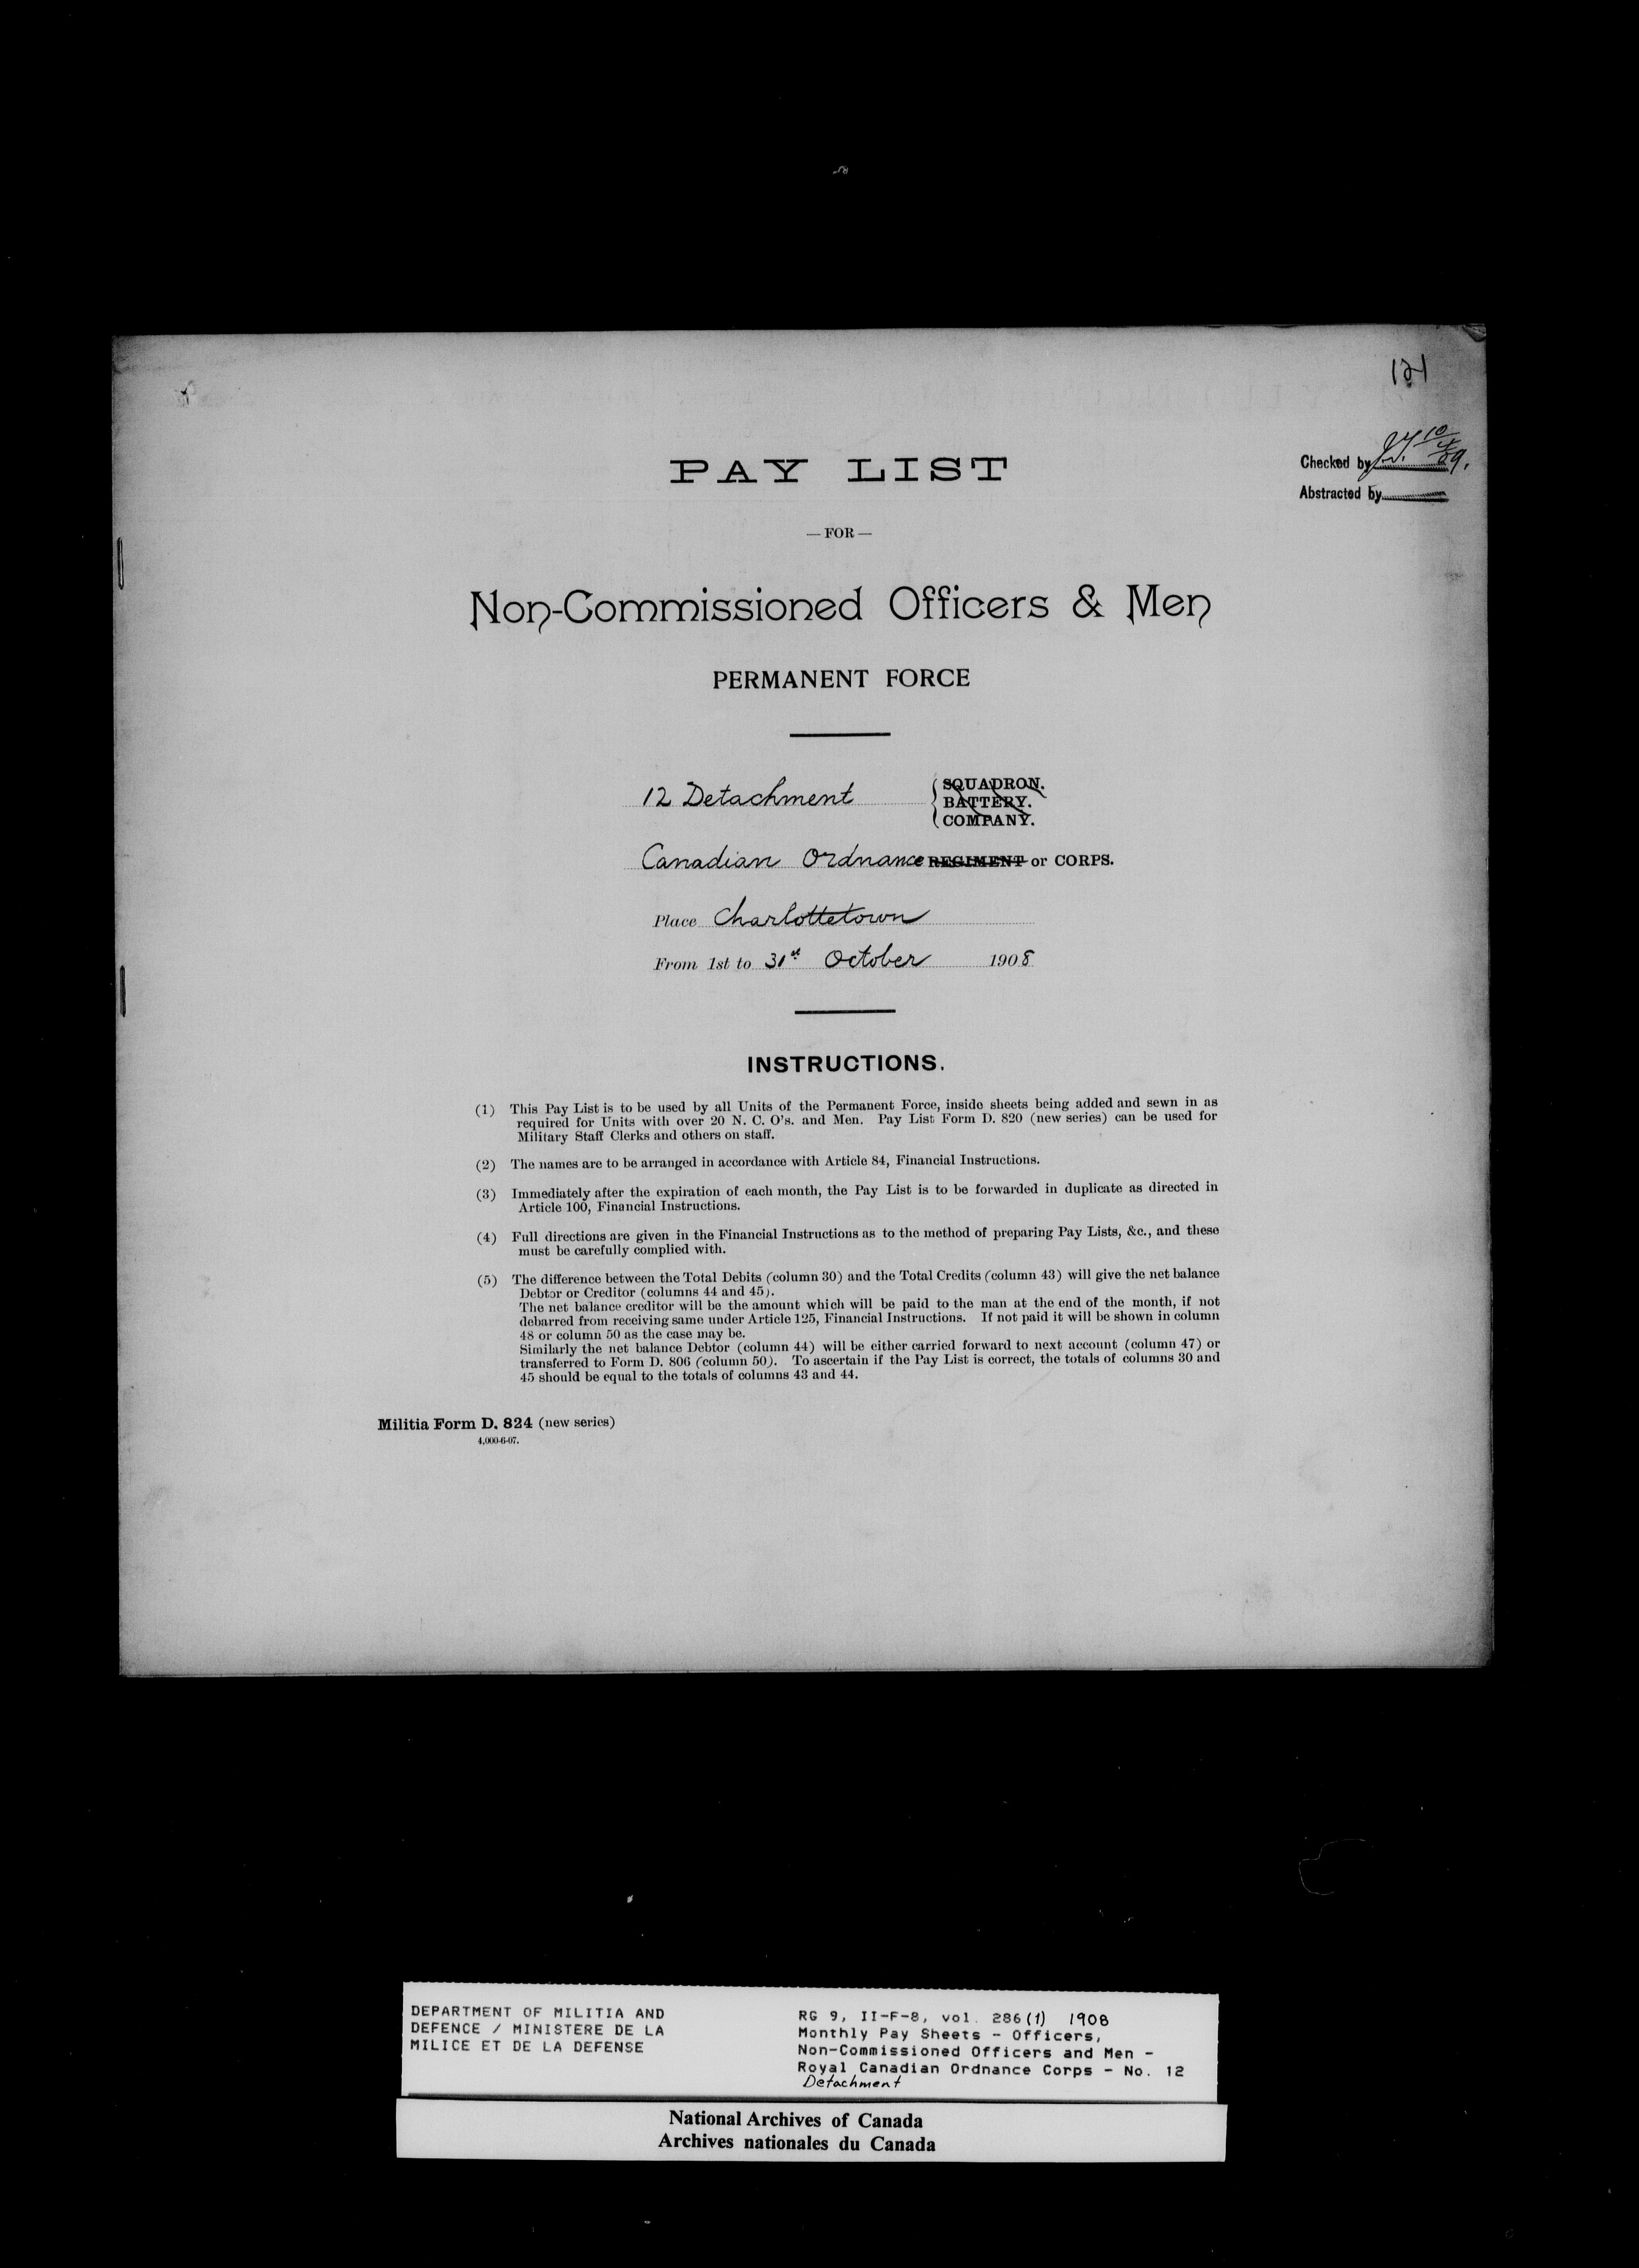 121
Checked by
Abstracted by
PAY LIST
— FOR —
Non-Commissioned Officers & Men
PERMANENT FORCE
12 Detachment
SQUADRON.
BATTERY.
COMPANY.
Canadian Ordnance REGIMENT or CORPS.
Place Charlottetown
From 1st to 31st October 1908
INSTRUCTIONS.
(1) This Pay List is to be used by all Units of the Permanent Force, inside sheets being added and sewn in as
required for Units with over 20 N. C. O's. and Men. Pay List Form D. 820 (new series) can be used for
Military Staff Clerks and others on staff.
(2) The names are to be arranged in accordance with Article 84, Financial Instructions.
(3) Immediately after the expiration of each month, the Pay List is to be forwarded in duplicate as directed in
Article 100, Financial Instructions.
(4) Full directions are given in the Financial Instructions as to the method of preparing Pay Lists, &c., and these
must be carefully complied with.
(5) The difference between the Total Debits (column 30) and the Total Credits (column 43) will give the net balance
Debtor or Creditor (columns 44 and 45).
The net balance creditor will be the amount which will be paid to the man at the end of the month, if not
debarred from receiving same under Article 125, Financial Instructions. If not paid it will be shown in column
48 or column 50 as the case may be.
Similarly the net balance Debtor (column 44) will be either carried forward to next account (column 47) or
transferred to Form D. 806 (column 50). To ascertain if the Pay List is correct, the totals of columns 30 and
45 should be equal to the totals of columns 43 and 44.
Militia Form D. 824 (new series)
4,000-6-07.
DEPARTMENT OF MILITIA AND
DEFENCE / MINISTERE DE LA
MILICE ET DE LA DEFENSE
RG 9, II-F-8, vol. 286(1) 1908
Monthly Pay Sheets - Officers,
Non-Commissioned Officers and Men -
Royal Canadian Ordnance Corps - No. 12
Detachment
National Archives of Canada
Archives nationales du Canada